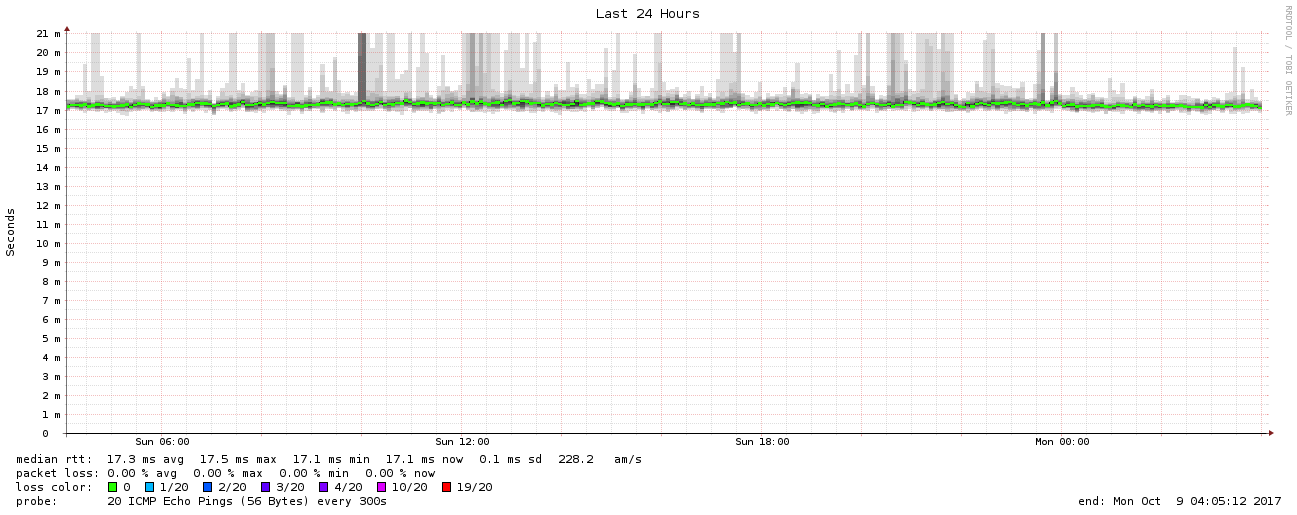 Last 24 Hours
RRDTOOL / TOBI OETIKER
21 m
20 m
19 m
18 m
17 m
16 m
15 m
14 m
13 m
12 m
11 m
10 m
9 m
8 m
7 m
6 m
5 m
4 m
3 m
2 m
1 m
0
Seconds
Sun 06:00 Sun 12:00 Sun 18:00 Mon 00:00
median rtt: 17.3 ms avg 17.5 ms max 17.1 ms min 17.1 ms now 0.1 ms sd 228.2 am/s
packet loss: 0.00 % avg 0.00 % max 0.00 % min 0.00 % now
loss color: 0 1/20 2/20 3/20 4/20 10/20 19/20
probe: 20 ICMP Echo Pings (56 Bytes) every 300s end: Mon Oct 9 04:05:12 2017